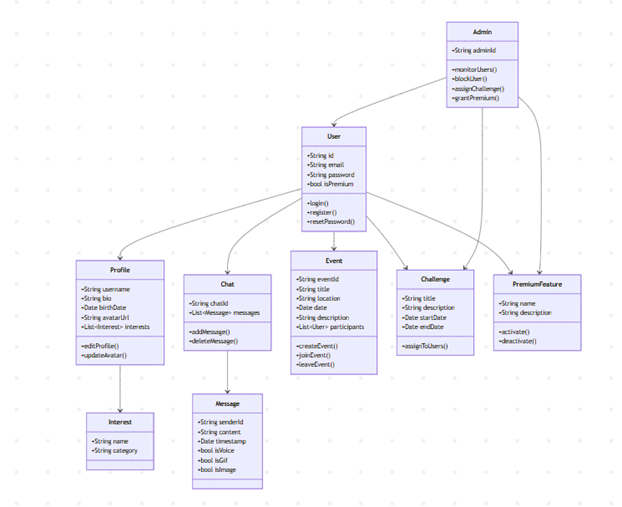 Admin
+String adminId
+monitorUsers()
+blockUser()
+assignChallenge()
+grantPremium()
User
+String id
+String email
+String password
+bool isPremium
+login()
+register()
+resetPassword()
Profile
+String username
+String bio
+Date birthDate
+String avatarUrl
+List<Interest> interests
+editProfile()
+updateAvatar()
Chat
+String chatId
+List<Message> messages
+addMessage()
+deleteMessage()
Event
+String eventId
+String title
+String location
+Date date
+String description
+List<User> participants
+createEvent()
+joinEvent()
+leaveEvent()
Challenge
+String title
+String description
+Date startDate
+Date endDate
+assignToUsers()
PremiumFeature
+String name
+String description
+activate()
+deactivate()
Interest
+String name
+String category
Message
+String senderId
+String content
+Date timestamp
+bool isVoice
+bool isGif
+bool isImage